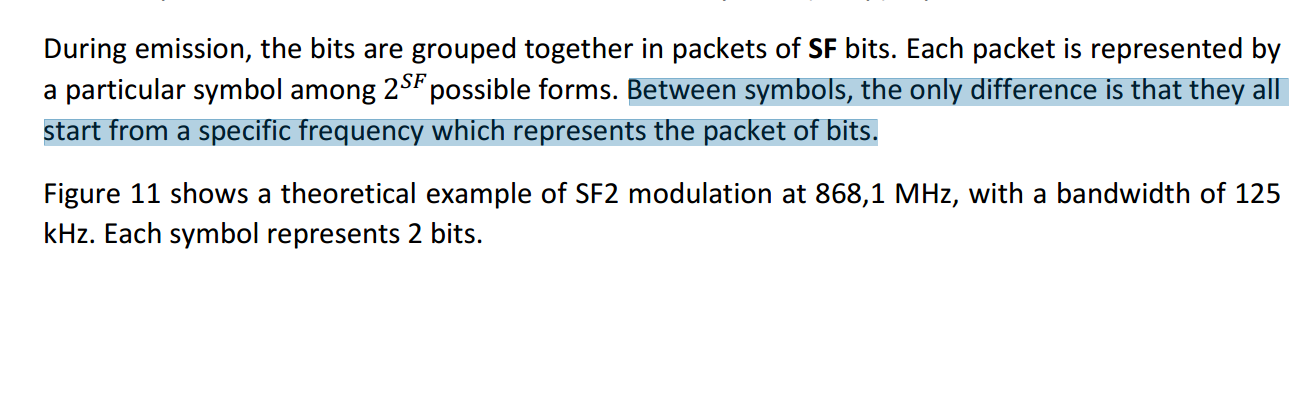 During emission, the bits are grouped together in packets of SF bits. Each packet is represented by
a particular symbol among 2^SF possible forms. Between symbols, the only difference is that they all
start from a specific frequency which represents the packet of bits.
Figure 11 shows a theoretical example of SF2 modulation at 868,1 MHz, with a bandwidth of 125
kHz. Each symbol represents 2 bits.